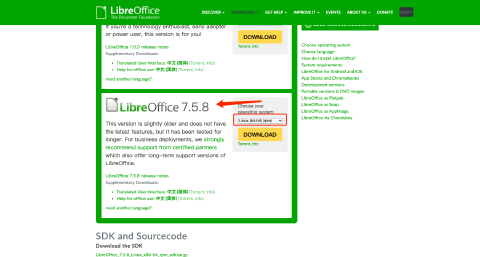 LibreOffice
The Document Foundation
DISCOVER
DOWNLOAD
GET HELP
IMPROVE IT
EVENTS
ABOUT US
DONATE
If you're a technology enthusiast, early adopter
or power user, this version is for you!
LibreOffice 7.6.3 release notes
Supplementary Downloads:
Translated User Interface: 中文 (简体) (Torrent, Info)
Help for offline use: 中文 (简体) (Torrent, Info)
need another language?
DOWNLOAD
Torrent, Info
LibreOffice 7.5.8
This version is slightly older and does not have
the latest features, but it has been tested for
longer. For business deployments, we strongly
recommend support from certified partners
which also offer long-term support versions of
LibreOffice.
LibreOffice 7.5.8 release notes
Supplementary Downloads:
Translated User Interface: 中文 (简体) (Torrent, Info)
Help for offline use: 中文 (简体) (Torrent, Info)
need another language?
Choose your
operating system:
Linux (64-bit) (rpm)
DOWNLOAD
Torrent, Info
Choose operating system
Choose language
How do I install LibreOffice?
System requirements
LibreOffice for Android and iOS
App Stores and Chromebooks
Development versions
Portable versions & DVD images
LibreOffice as Flatpak
LibreOffice as Snap
LibreOffice as AppImage
LibreOffice via Chocolatey
SDK and Sourcecode
Download the SDK
LibreOffice_7.5.8_Linux_x86-64_rpm_sdk.tar.gz